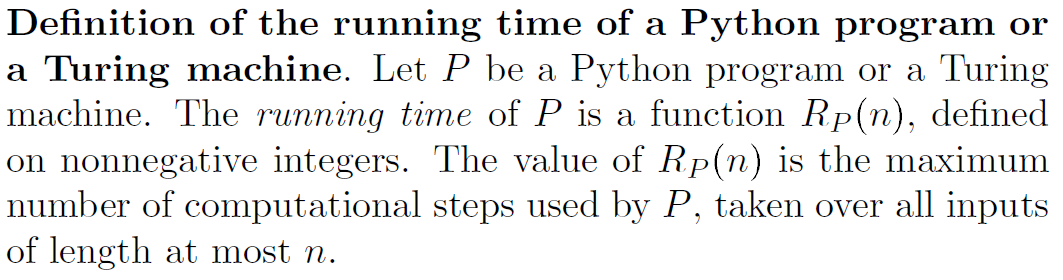 Definition of the running time of a Python program or
a Turing machine. Let P be a Python program or a Turing
machine. The running time of P is a function R_P(n), defined
on nonnegative integers. The value of R_P(n) is the maximum
number of computational steps used by P, taken over all inputs
of length at most n.